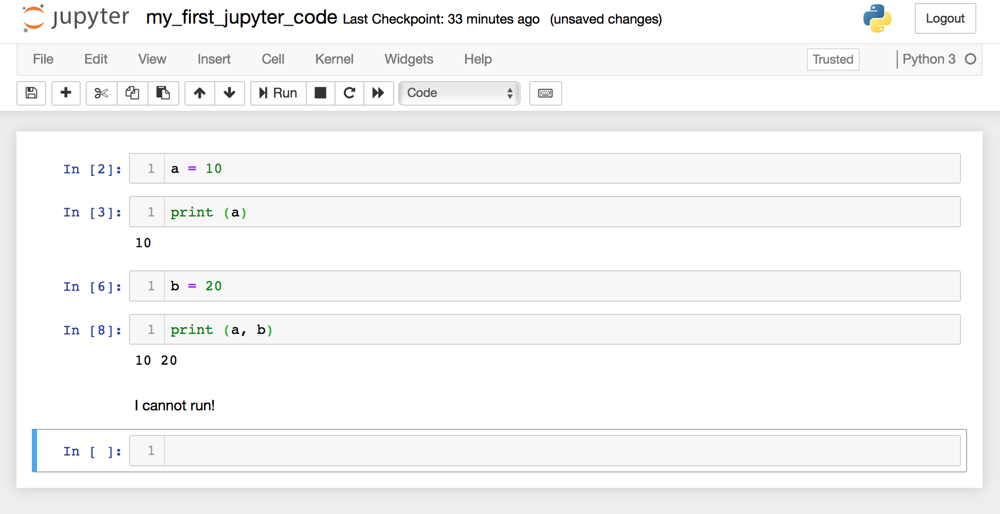 jupyter my_first_jupyter_code Last Checkpoint: 33 minutes ago (unsaved changes) Logout
File Edit View Insert Cell Kernel Widgets Help Trusted Python 3
Run Code
In [2]: 1 a = 10
In [3]: 1 print (a)
10
In [6]: 1 b = 20
In [8]: 1 print (a, b)
10 20
I cannot run!
In [ ]: 1